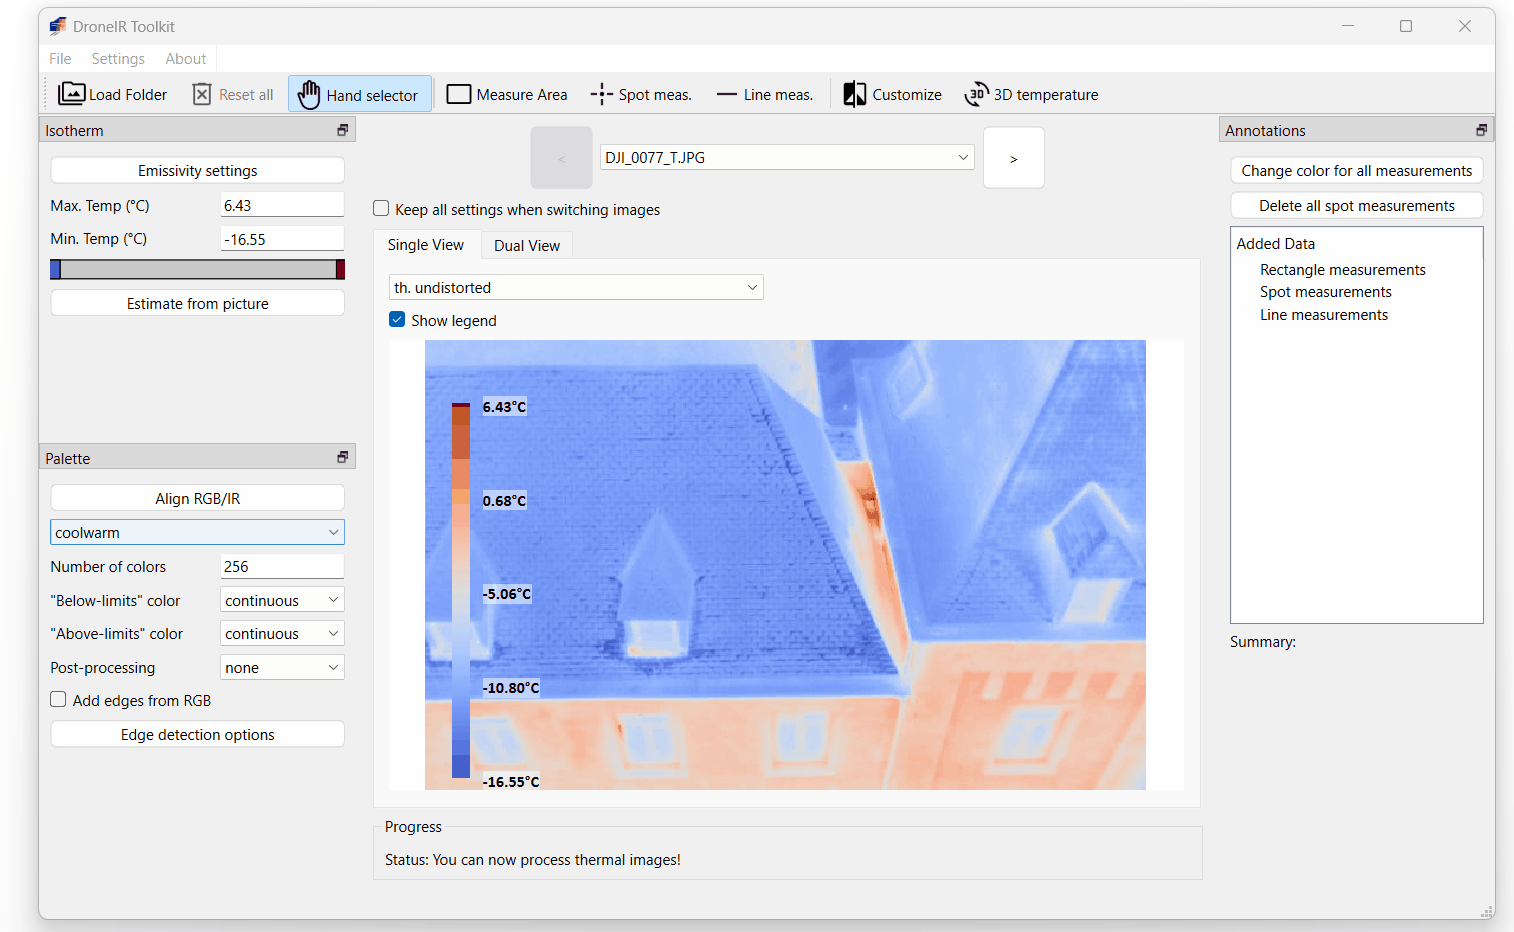 DroneIR Toolkit
File Settings About
Load Folder Reset all Hand selector Measure Area Spot meas. Line meas. Customize 3D 3D temperature
Isotherm
Emissivity settings
Max. Temp (°C) 6.43
Min. Temp (°C) -16.55
Estimate from picture
Palette
Align RGB/IR
coolwarm
Number of colors 256
"Below-limits" color continuous
"Above-limits" color continuous
Post-processing none
Add edges from RGB
Edge detection options
< DJI_0077_T.JPG >
Keep all settings when switching images
Single View Dual View
th. undistorted
Show legend
6.43°C
0.68°C
-5.06°C
-10.80°C
-16.55°C
Progress
Status: You can now process thermal images!
Annotations
Change color for all measurements
Delete all spot measurements
Added Data
Rectangle measurements
Spot measurements
Line measurements
Summary: